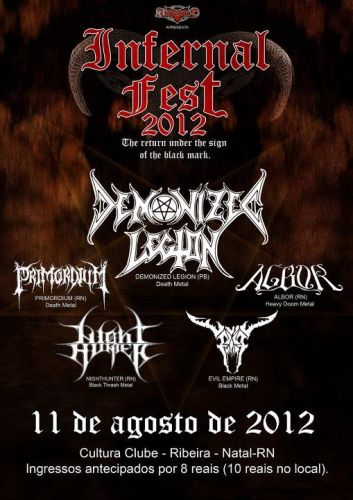 APRESENTA
Infernal
Fest
2012
The return under the sign
of the black mark.
DEMONIZED
LEGION
DEMONIZED LEGION (PB)
Death Metal
PRIMORDIUM
PRIMORDIUM (RN)
Death Metal
ALBOR
ALBOR (RN)
Heavy Doom Metal
NIGHT
HUNTER
NIGHTHUNTER (RN)
Black Thrash Metal
EVIL EMPIRE (RN)
Black Metal
11 de agosto de 2012
Cultura Clube - Ribeira - Natal-RN
Ingressos antecipados por 8 reais (10 reais no local).